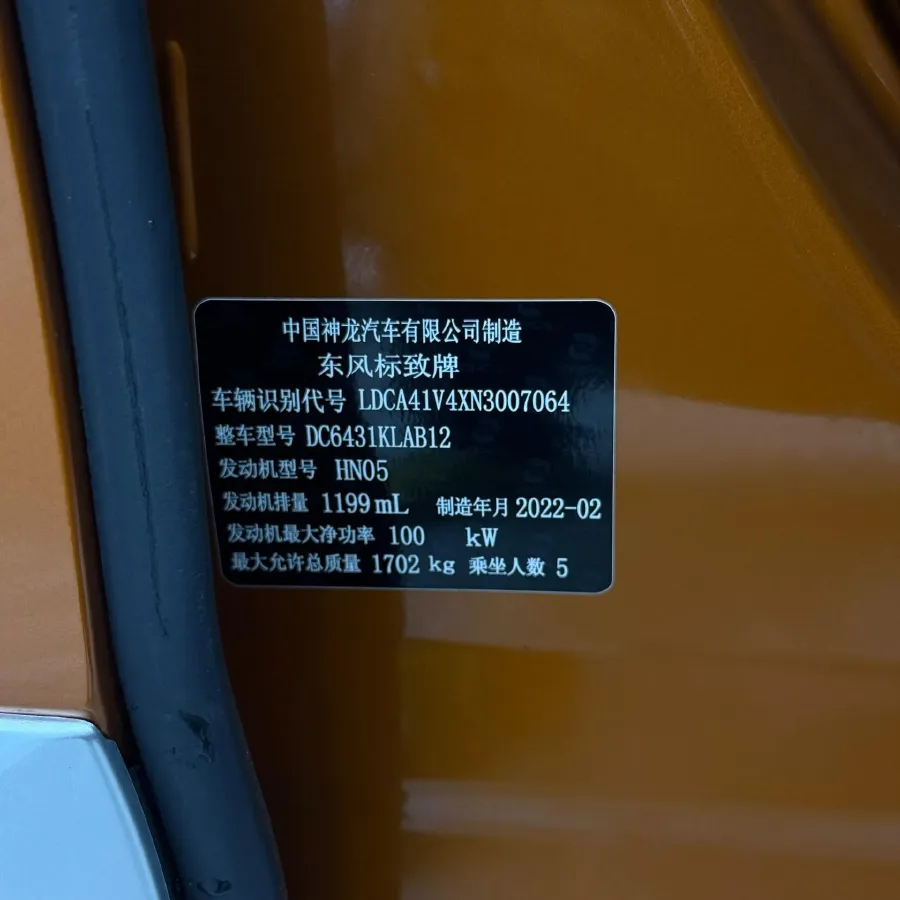 中国神龙汽车有限公司制造
东风标致牌
车辆识别代号 LDCA41V4XN3007064
整车型号 DC6431KLAB12
发动机型号 HN05
发动机排量 1199mL 制造年月 2022-02
发动机最大净功率 100 kW
最大允许总质量 1702 kg 乘坐人数 5